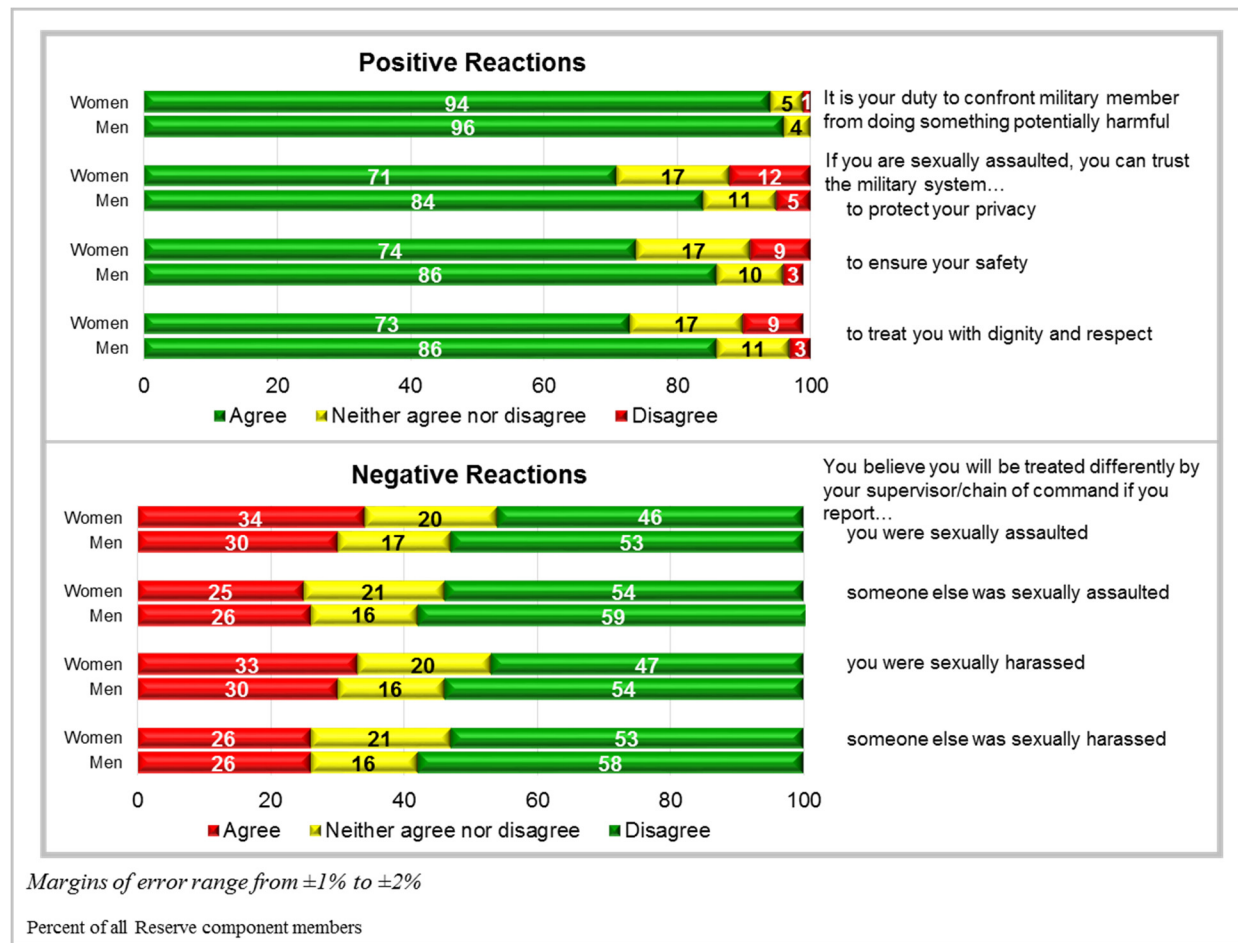 Positive Reactions
Women 94 5 1
Men 96 4
It is your duty to confront military member
from doing something potentially harmful
If you are sexually assaulted, you can trust
the military system…
Women 71 17 12
Men 84 11 5
to protect your privacy
Women 74 17 9
Men 86 10 3
to ensure your safety
Women 73 17 9
Men 86 11 3
to treat you with dignity and respect
0 20 40 60 80 100
Agree Neither agree nor disagree Disagree
Negative Reactions
You believe you will be treated differently by
your supervisor/chain of command if you
report…
Women 34 20 46
Men 30 17 53
you were sexually assaulted
Women 25 21 54
Men 26 16 59
someone else was sexually assaulted
Women 33 20 47
Men 30 16 54
you were sexually harassed
Women 26 21 53
Men 26 16 58
someone else was sexually harassed
0 20 40 60 80 100
Agree Neither agree nor disagree Disagree
Margins of error range from ±1% to ±2%
Percent of all Reserve component members